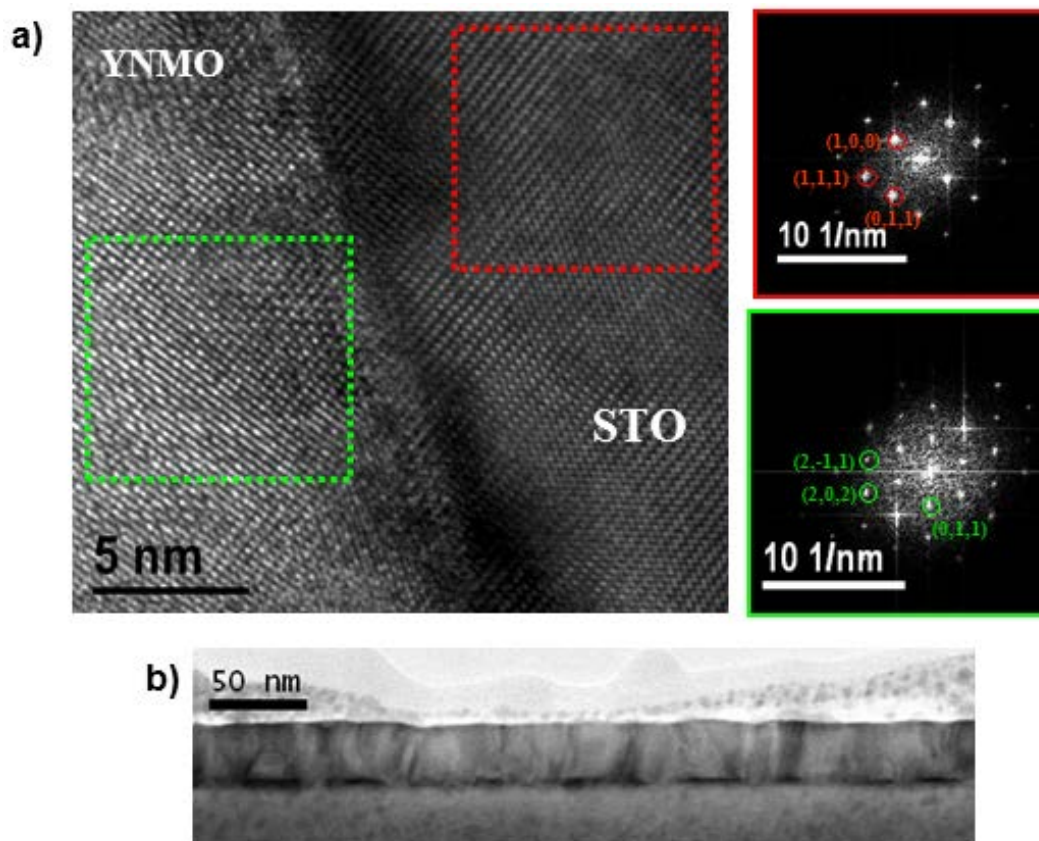 a)
YNMO
STO
5 nm
(1,0,0)
(1,1,1)
(0,1,1)
10 1/nm
(2,-1,1)
(2,0,2)
(0,1,1)
10 1/nm
b)
50 nm